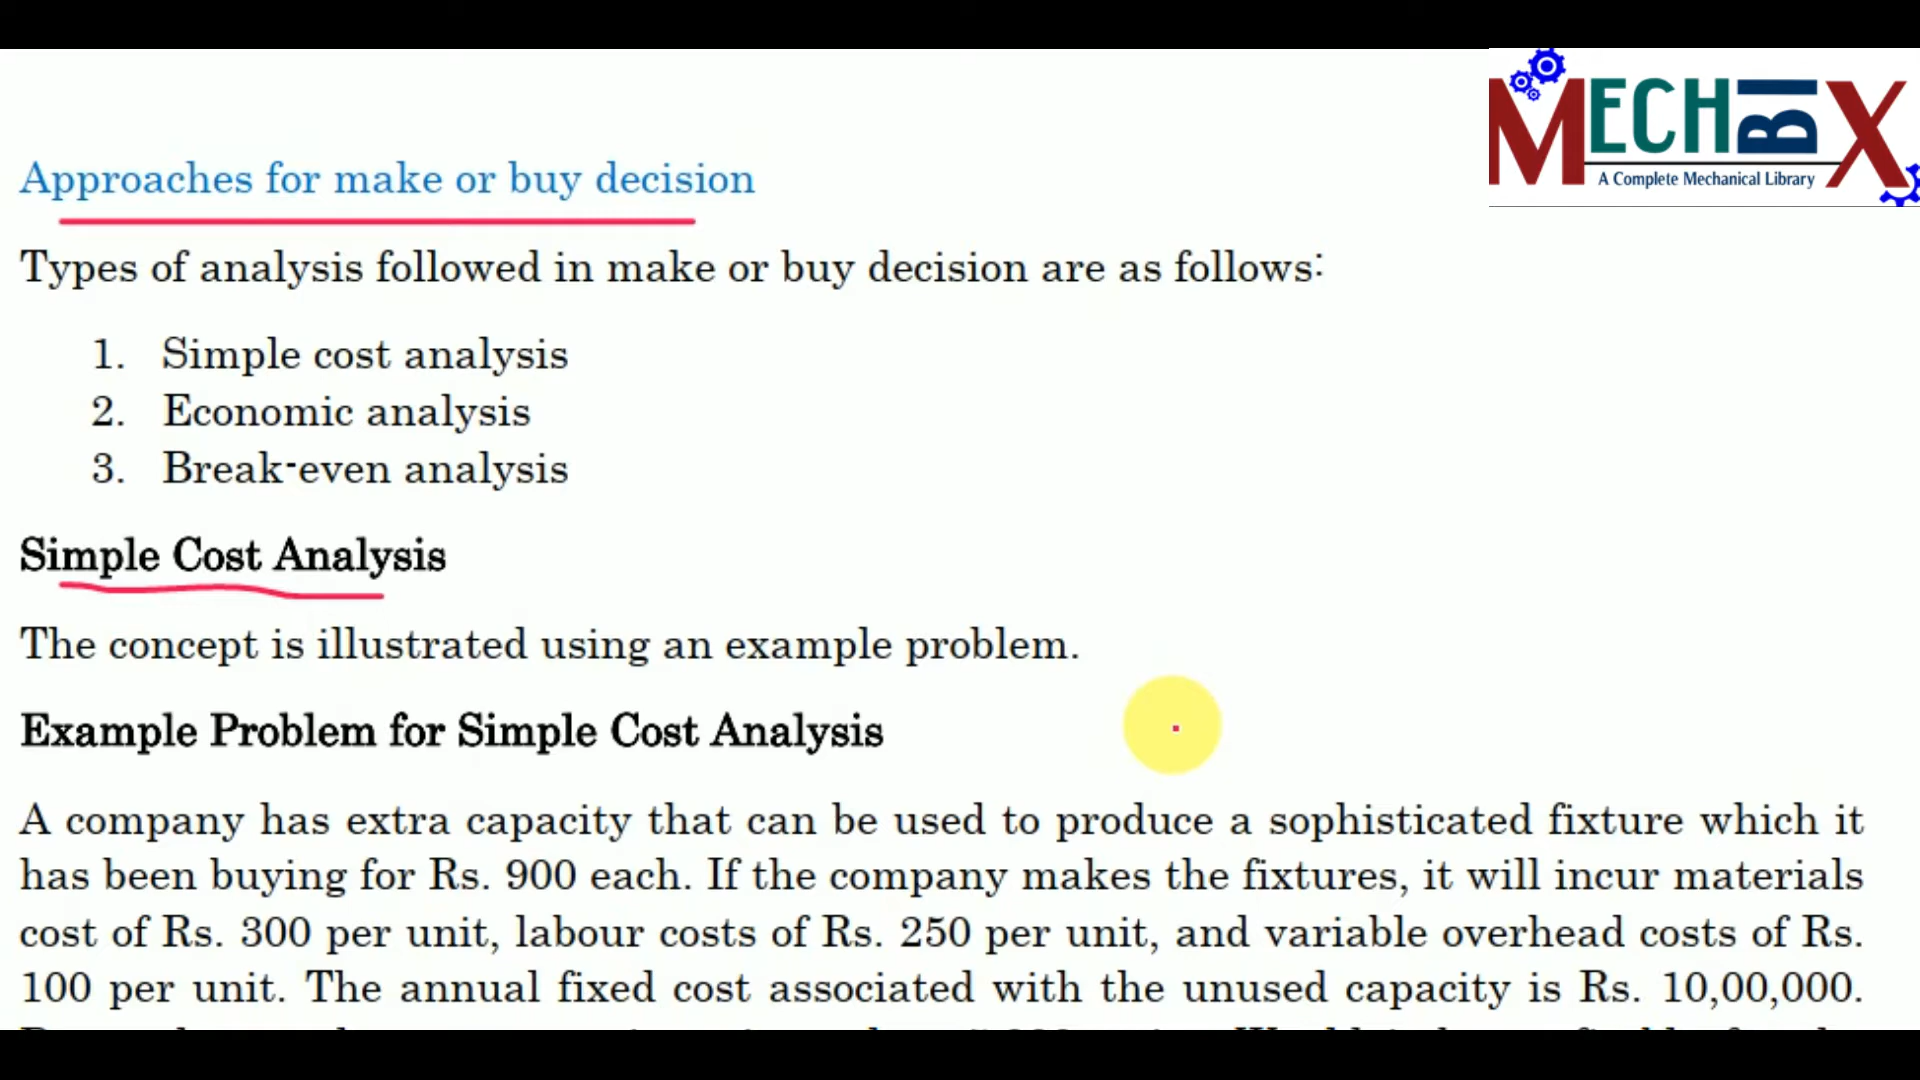 MECHBIX
A Complete Mechanical Library
Approaches for make or buy decision
Types of analysis followed in make or buy decision are as follows:
1. Simple cost analysis
2. Economic analysis
3. Break-even analysis
Simple Cost Analysis
The concept is illustrated using an example problem.
Example Problem for Simple Cost Analysis
A company has extra capacity that can be used to produce a sophisticated fixture which it
has been buying for Rs. 900 each. If the company makes the fixtures, it will incur materials
cost of Rs. 300 per unit, labour costs of Rs. 250 per unit, and variable overhead costs of Rs.
100 per unit. The annual fixed cost associated with the unused capacity is Rs. 10,00,000.